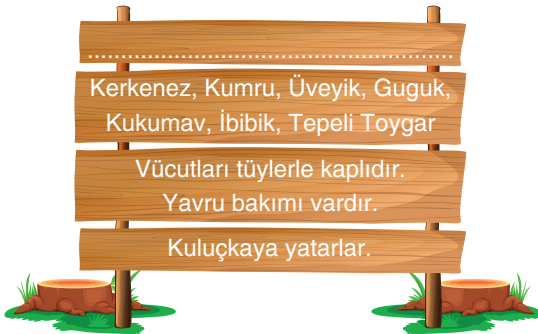 ........................................................
Kerkenez, Kumru, Üveyik, Guguk,
Kukumav, İbibik, Tepeli Toygar
Vücutları tüylerle kaplıdır.
Yavru bakımı vardır.
Kuluçkaya yatarlar.